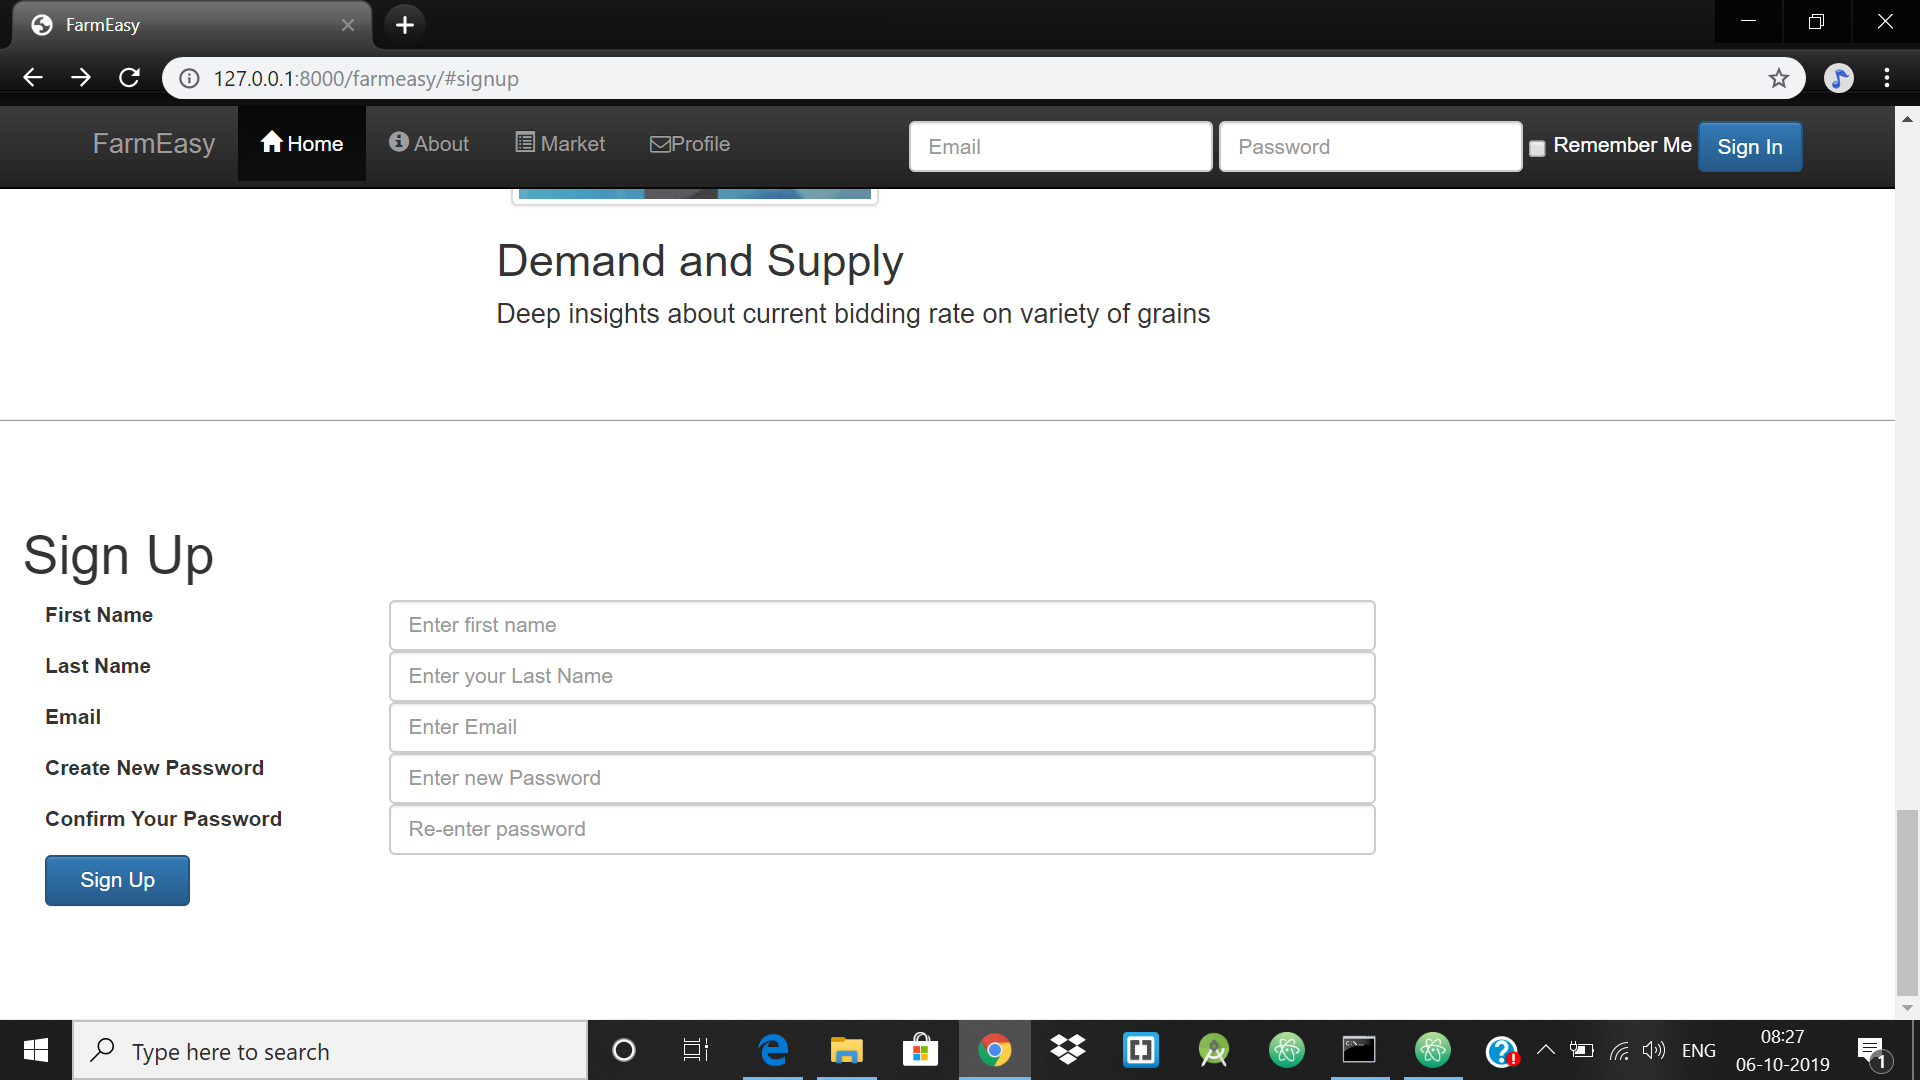 FarmEasy
127.0.0.1:8000/farmeasy/#signup
FarmEasy Home About Market Profile Email Password Remember Me Sign In
Demand and Supply
Deep insights about current bidding rate on variety of grains
Sign Up
First Name Enter first name
Last Name Enter your Last Name
Email Enter Email
Create New Password Enter new Password
Confirm Your Password Re-enter password
Sign Up
Type here to search ENG 08:27
06-10-2019 1